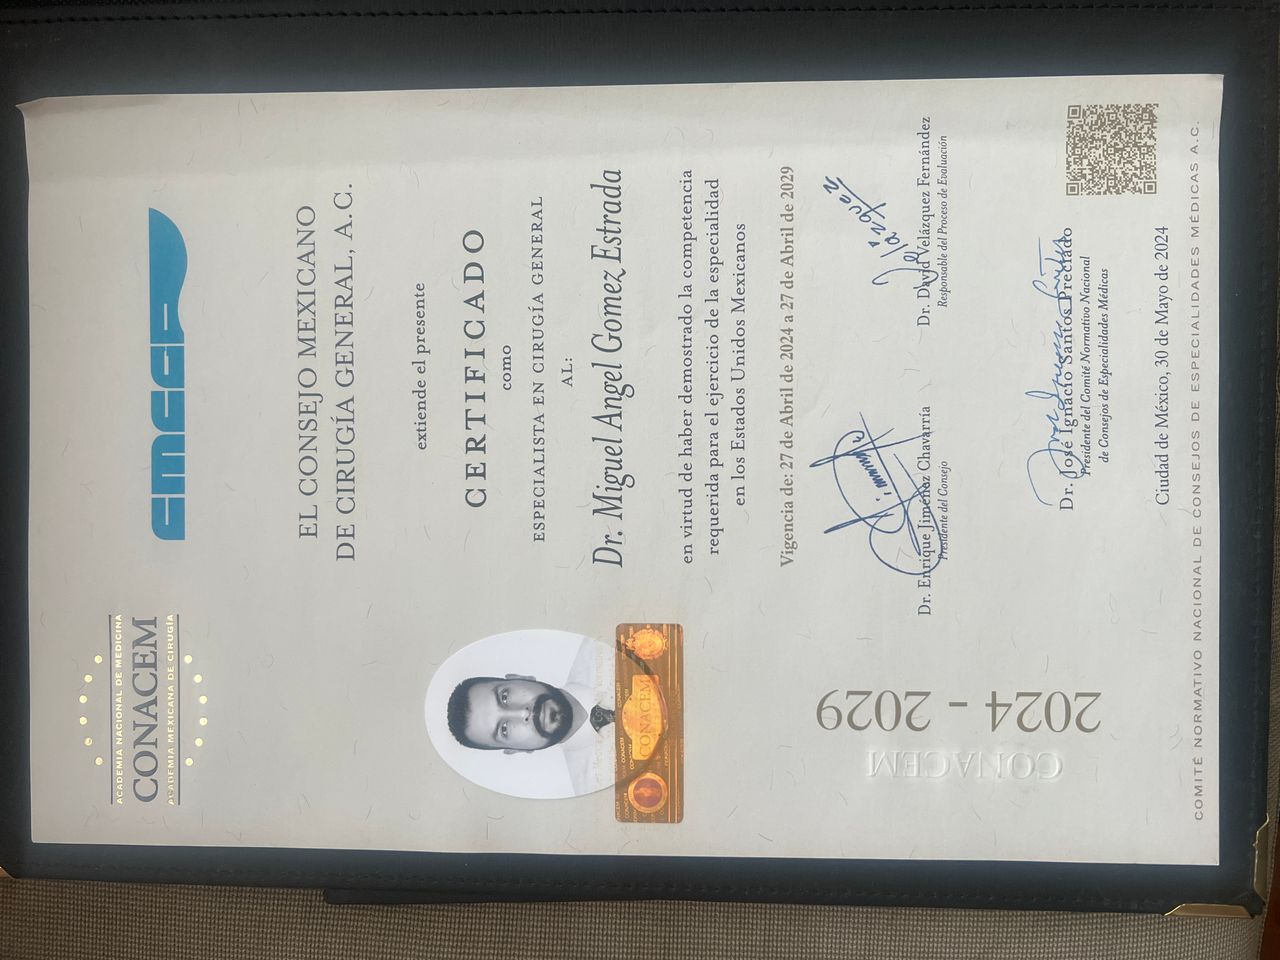 ACADEMIA NACIONAL DE MEDICINA
CONACEM
ACADEMIA MEXICANA DE CIRUGÍA
CMCG
EL CONSEJO MEXICANO
DE CIRUGÍA GENERAL, A.C.
extiende el presente
CERTIFICADO
como
ESPECIALISTA EN CIRUGÍA GENERAL
AL:
Dr. Miguel Angel Gomez Estrada
en virtud de haber demostrado la competencia
requerida para el ejercicio de la especialidad
en los Estados Unidos Mexicanos
Vigencia de: 27 de Abril de 2024 a 27 de Abril de 2029
CONACEM
Dr. Enrique Jiménez Chavarría
Presidente del Consejo
Dr. David Velázquez Fernández
Responsable del Proceso de Evaluación
Dr. José Ignacio Santos Preciado
Presidente del Comité Normativo Nacional
de Consejos de Especialidades Médicas
2024 - 2029
CONACEM
Ciudad de México, 30 de Mayo de 2024
COMITÉ NORMATIVO NACIONAL DE CONSEJOS DE ESPECIALIDADES MÉDICAS A.C.